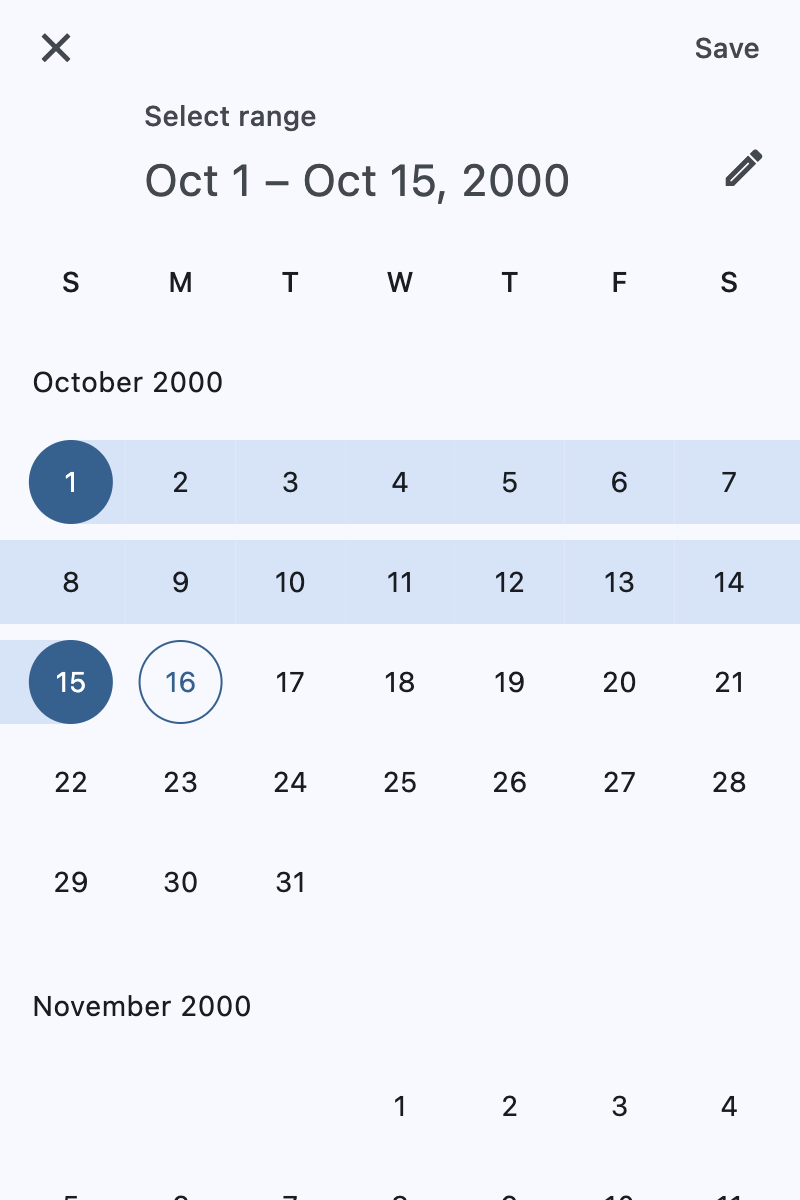 Save
Select range
Oct 1 – Oct 15, 2000
S M T W T F S
October 2000
1 2 3 4 5 6 7
8 9 10 11 12 13 14
15 16 17 18 19 20 21
22 23 24 25 26 27 28
29 30 31
November 2000
1 2 3 4